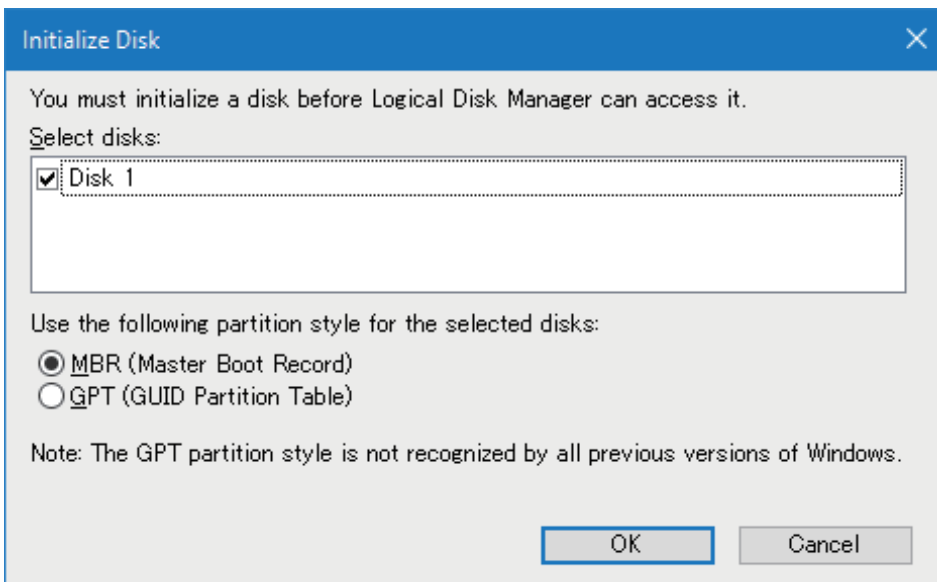 Initialize Disk
You must initialize a disk before Logical Disk Manager can access it.
Select disks:
Disk 1
Use the following partition style for the selected disks:
MBR (Master Boot Record)
GPT (GUID Partition Table)
Note: The GPT partition style is not recognized by all previous versions of Windows.
OK Cancel